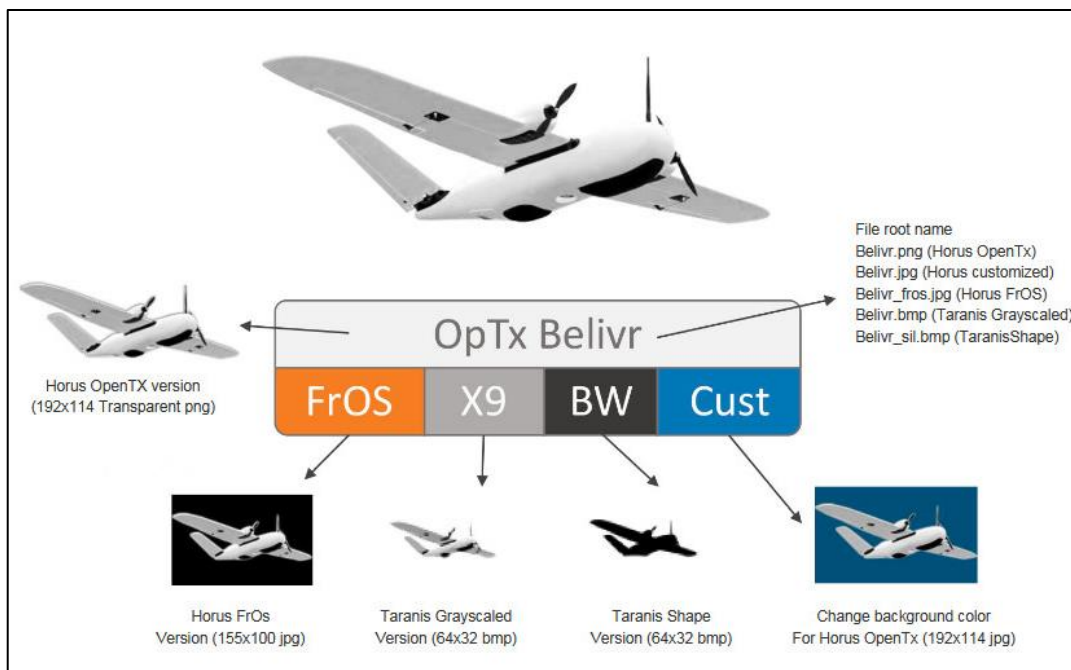 File root name
Belivr.png (Horus OpenTx)
Belivr.jpg (Horus customized)
Belivr_fros.jpg (Horus FrOS)
Belivr.bmp (Taranis Grayscaled)
Belivr_sil.bmp (TaranisShape)
OpTx Belivr
FrOS X9 BW Cust
Horus OpenTX version
(192x114 Transparent png)
Horus FrOs
Version (155x100 jpg)
Taranis Grayscaled
Version (64x32 bmp)
Taranis Shape
Version (64x32 bmp)
Change background color
For Horus OpenTx (192x114 jpg)